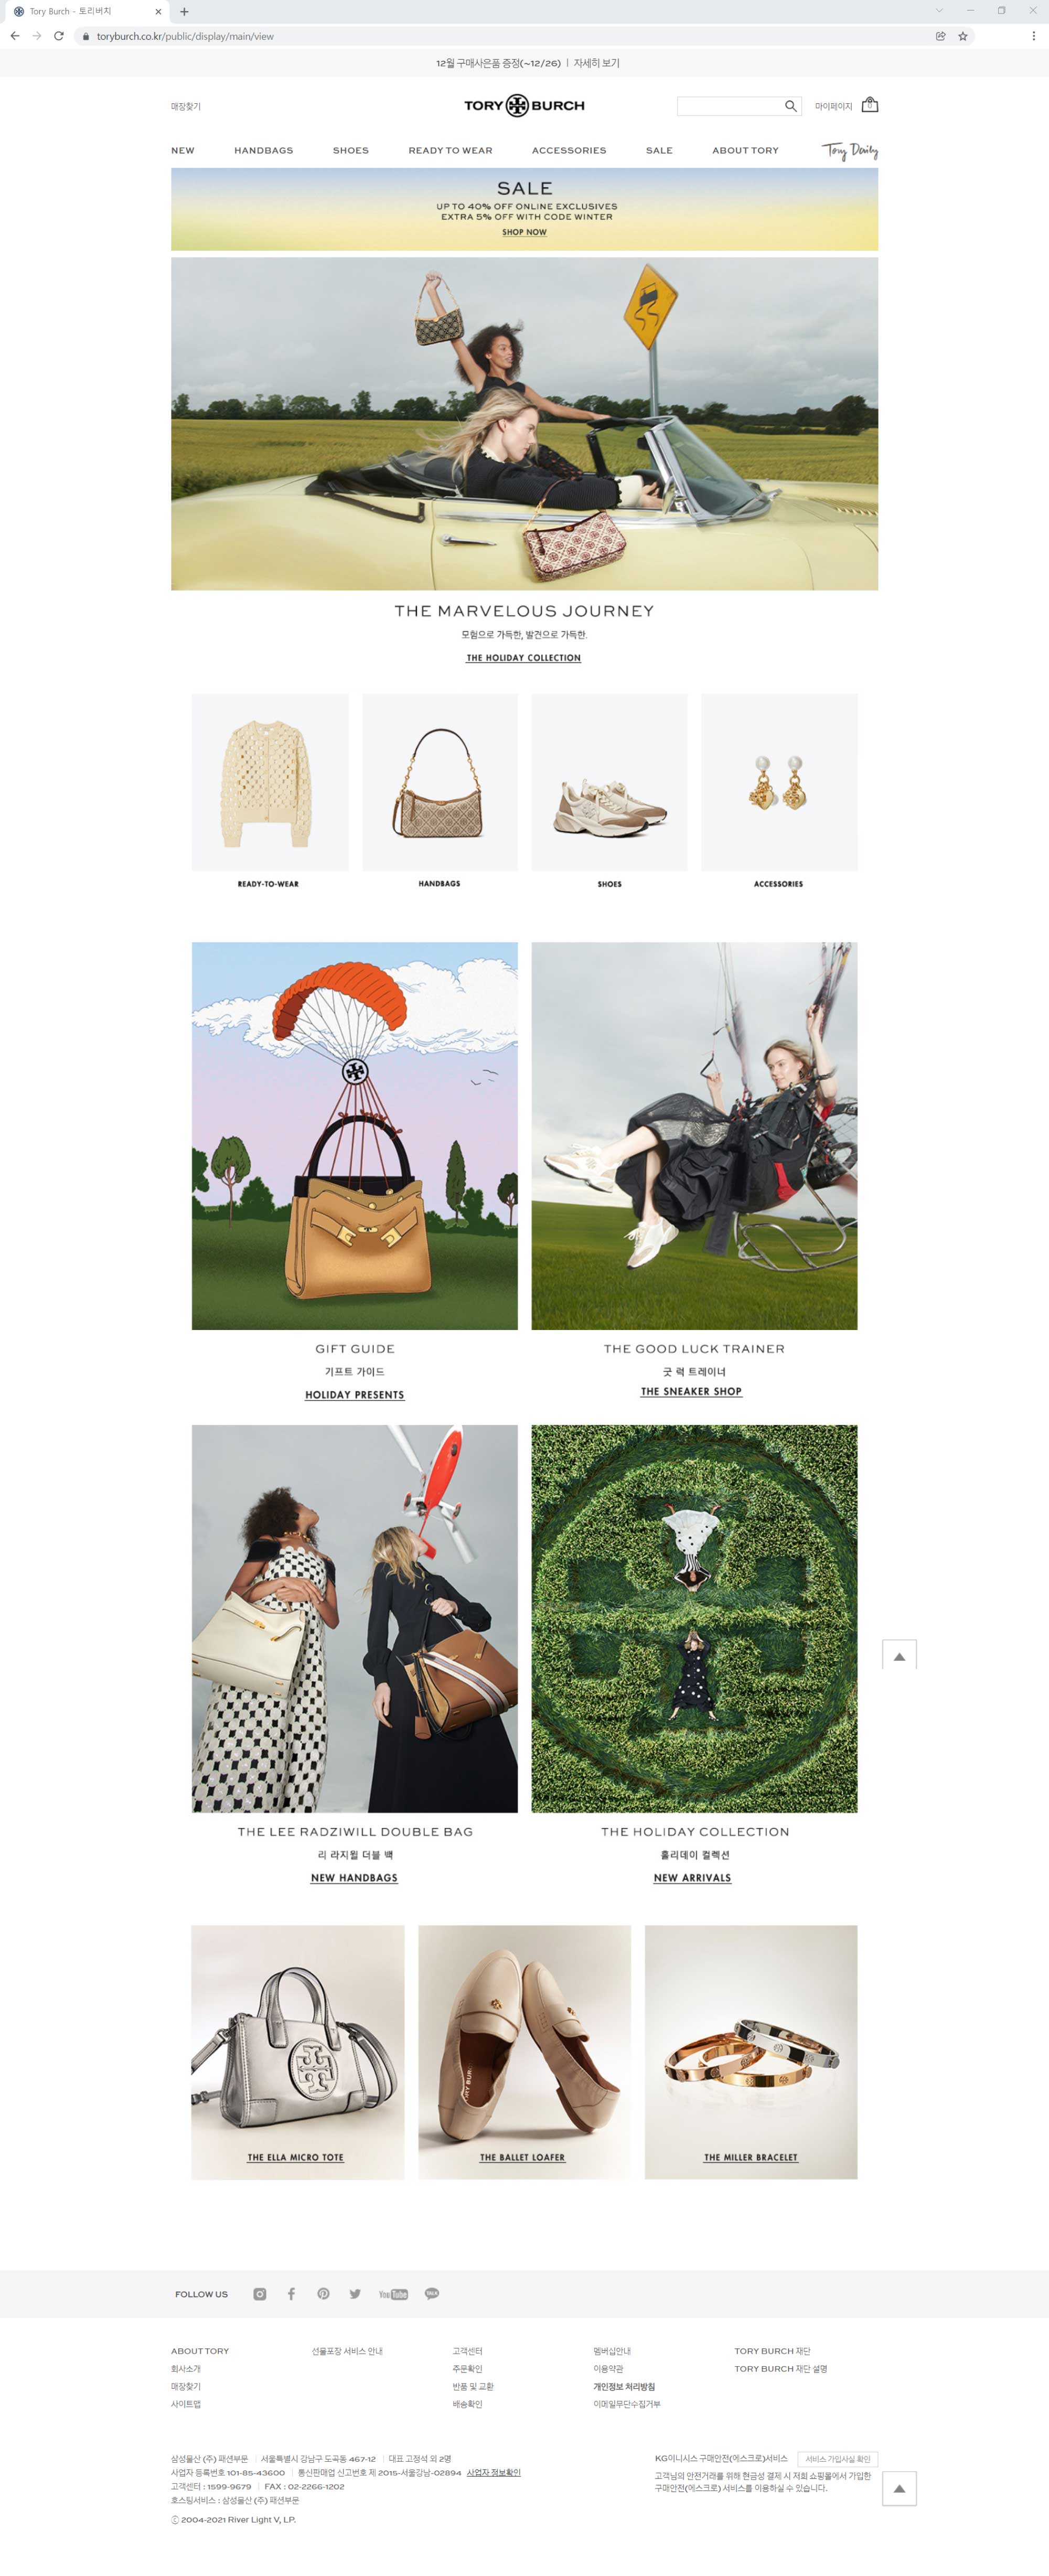 Tory Burch - 토리버치
toryburch.co.kr/public/display/main/view
12월 구매사은품 증정(~12/26) | 자세히 보기
매장찾기
TORY BURCH
마이페이지
0
NEW HANDBAGS SHOES READY TO WEAR ACCESSORIES SALE ABOUT TORY Tory Daily
SALE
UP TO 40% OFF ONLINE EXCLUSIVES
EXTRA 5% OFF WITH CODE WINTER
SHOP NOW
THE MARVELOUS JOURNEY
모험으로 가득한, 발견으로 가득한.
THE HOLIDAY COLLECTION
READY-TO-WEAR HANDBAGS SHOES ACCESSORIES
GIFT GUIDE
기프트 가이드
HOLIDAY PRESENTS
THE GOOD LUCK TRAINER
굿 럭 트레이너
THE SNEAKER SHOP
THE LEE RADZIWILL DOUBLE BAG
리 라지윌 더블 백
NEW HANDBAGS
THE HOLIDAY COLLECTION
홀리데이 컬렉션
NEW ARRIVALS
THE ELLA MICRO TOTE
THE BALLET LOAFER
THE MILLER BRACELET
FOLLOW US
You Tube
TALK
ABOUT TORY
회사소개
매장찾기
사이트맵
선물포장 서비스 안내
고객센터
주문확인
반품 및 교환
배송확인
멤버십안내
이용약관
개인정보 처리방침
이메일무단수집거부
TORY BURCH 재단
TORY BURCH 재단 설명
삼성물산 (주) 패션부문 | 서울특별시 강남구 도곡동 467-12 | 대표 고정석 외 2명
사업자 등록번호 101-85-43600 | 통신판매업 신고번호 제 2015-서울강남-02894 사업자 정보확인
고객센터 : 1599-9679 | FAX : 02-2266-1202
호스팅서비스 : 삼성물산 (주) 패션부문
ⓒ 2004-2021 River Light V, LP.
KG이니시스 구매안전(에스크로)서비스 서비스 가입사실 확인
고객님의 안전거래를 위해 현금성 결제 시 저희 쇼핑몰에서 가입한
구매안전(에스크로) 서비스를 이용하실 수 있습니다.